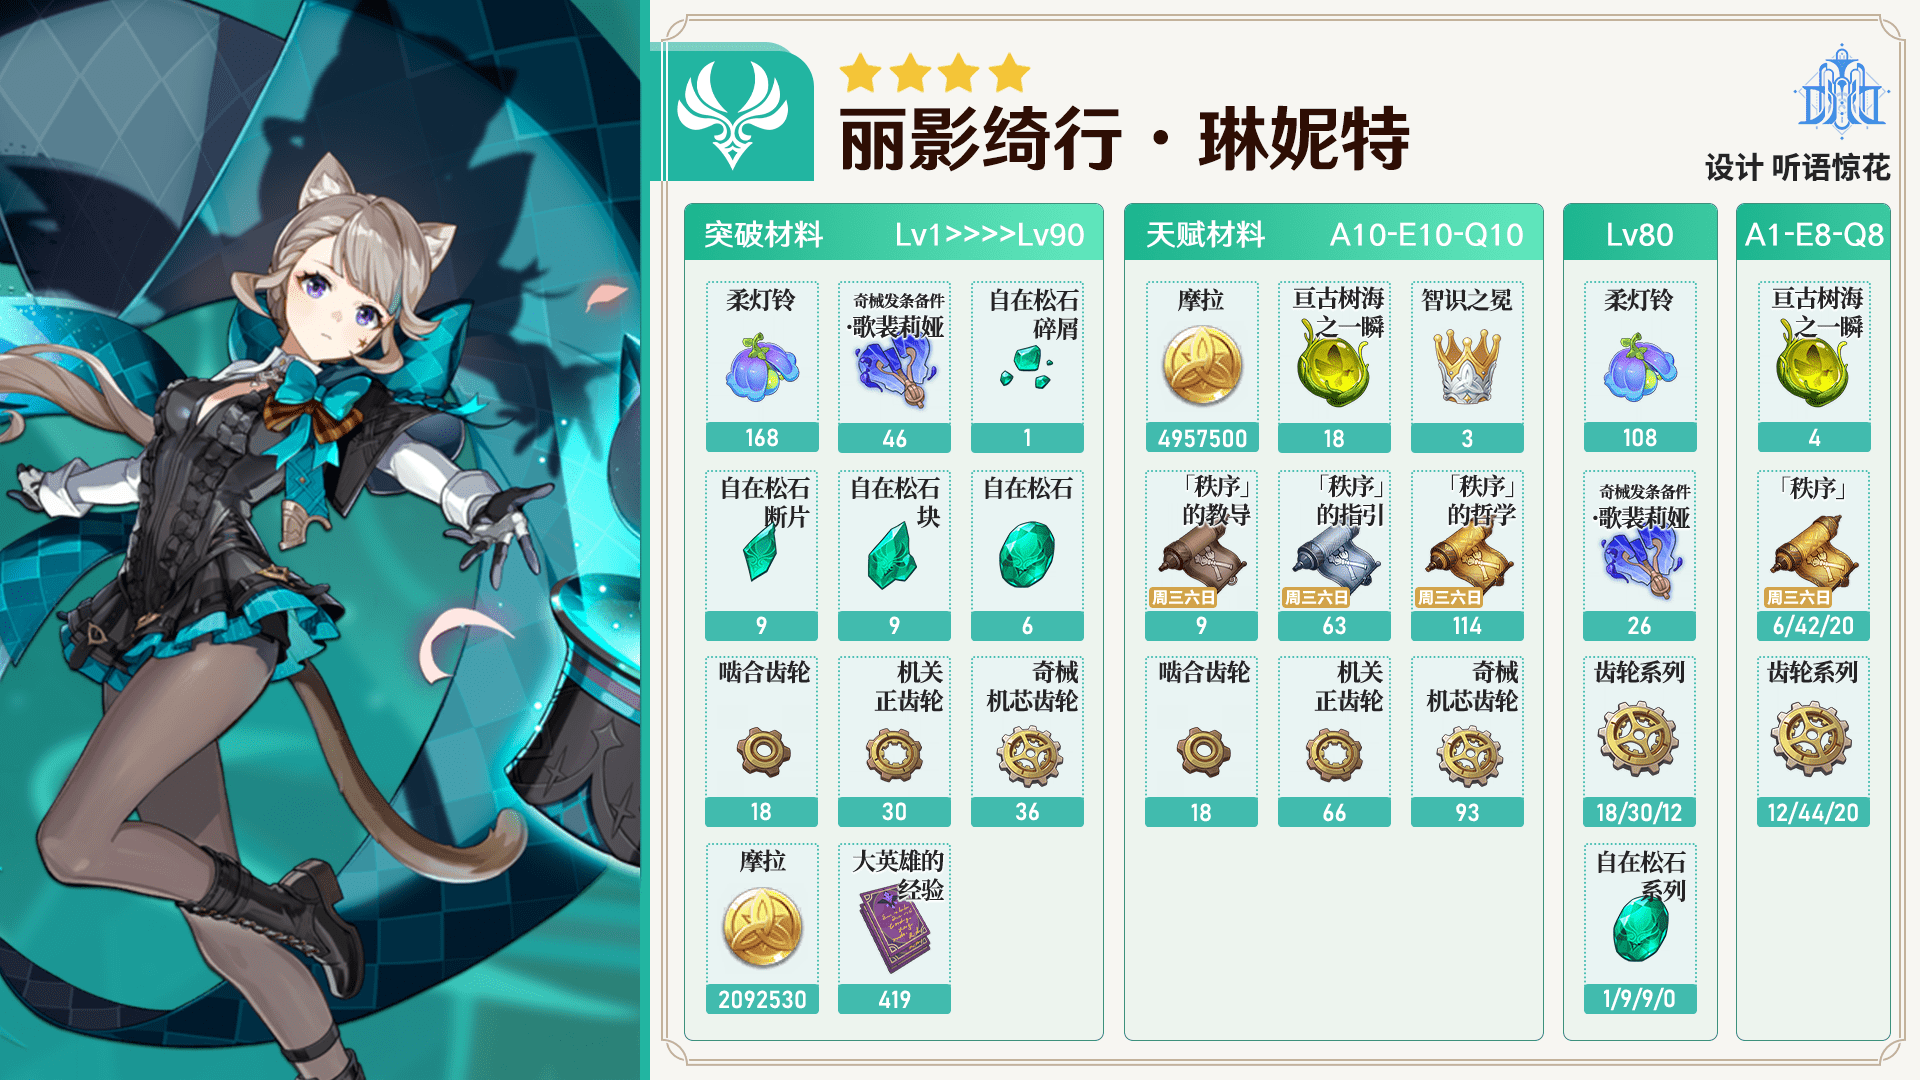 丽影绮行·琳妮特
设计 听语惊花
突破材料 Lv1>>>>Lv90
柔灯铃
168
奇械发条备件
·歌裴莉娅
46
自在松石
碎屑
1
自在松石
断片
9
自在松石
块
9
自在松石
6
啮合齿轮
18
机关
正齿轮
30
奇械
机芯齿轮
36
摩拉
2092530
大英雄的
经验
419
天赋材料 A10-E10-Q10
摩拉
4957500
亘古树海
之一瞬
18
智识之冕
3
「秩序」
的教导
周三六日
9
「秩序」
的指引
周三六日
63
「秩序」
的哲学
周三六日
114
啮合齿轮
18
机关
正齿轮
66
奇械
机芯齿轮
93
Lv80
柔灯铃
108
奇械发条备件
·歌裴莉娅
26
齿轮系列
18/30/12
自在松石
系列
1/9/9/0
A1-E8-Q8
亘古树海
之一瞬
4
「秩序」
周三六日
6/42/20
齿轮系列
12/44/20